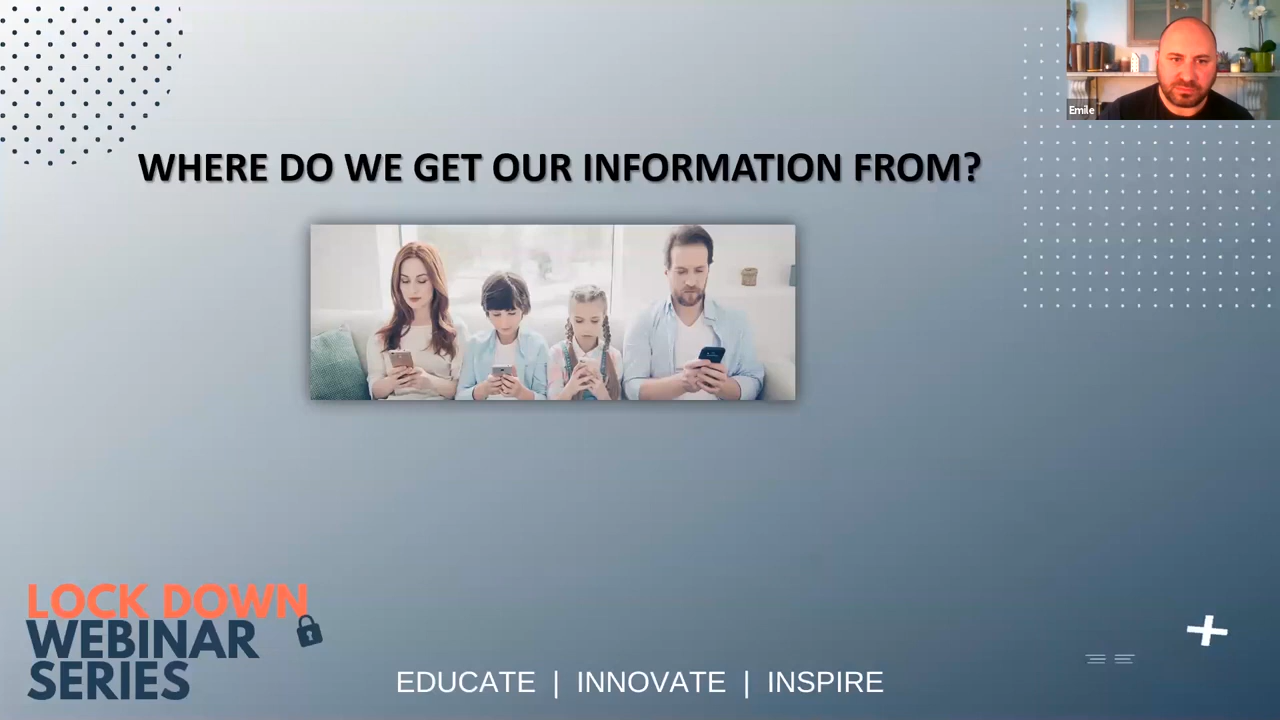 Emile
WHERE DO WE GET OUR INFORMATION FROM?
LOCK DOWN
WEBINAR
SERIES
EDUCATE | INNOVATE | INSPIRE